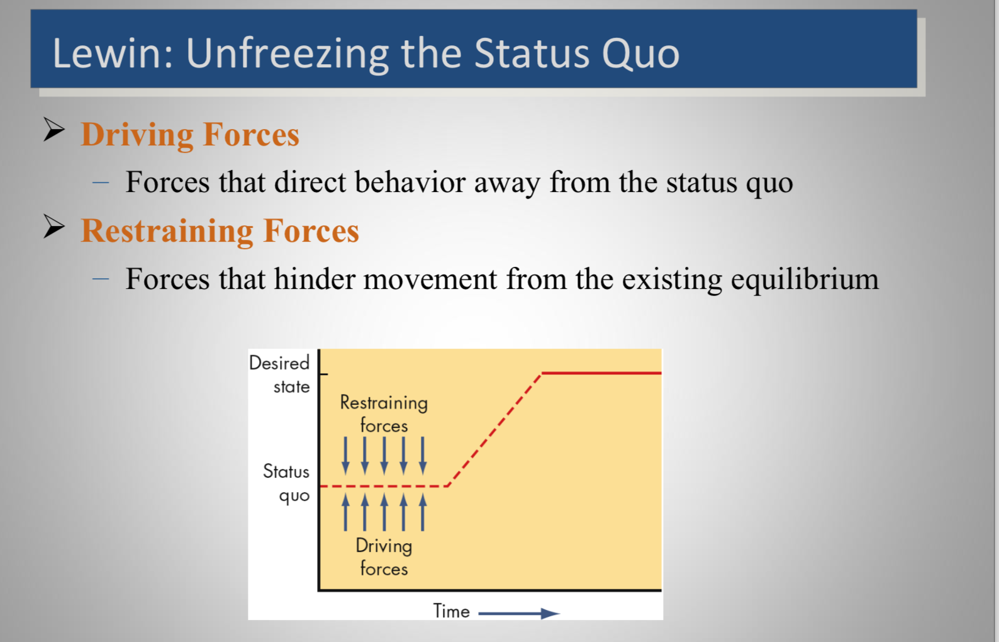 Lewin: Unfreezing the Status Quo
Driving Forces
– Forces that direct behavior away from the status quo
Restraining Forces
– Forces that hinder movement from the existing equilibrium
Desired
state
Restraining
forces
Status
quo
Driving
forces
Time